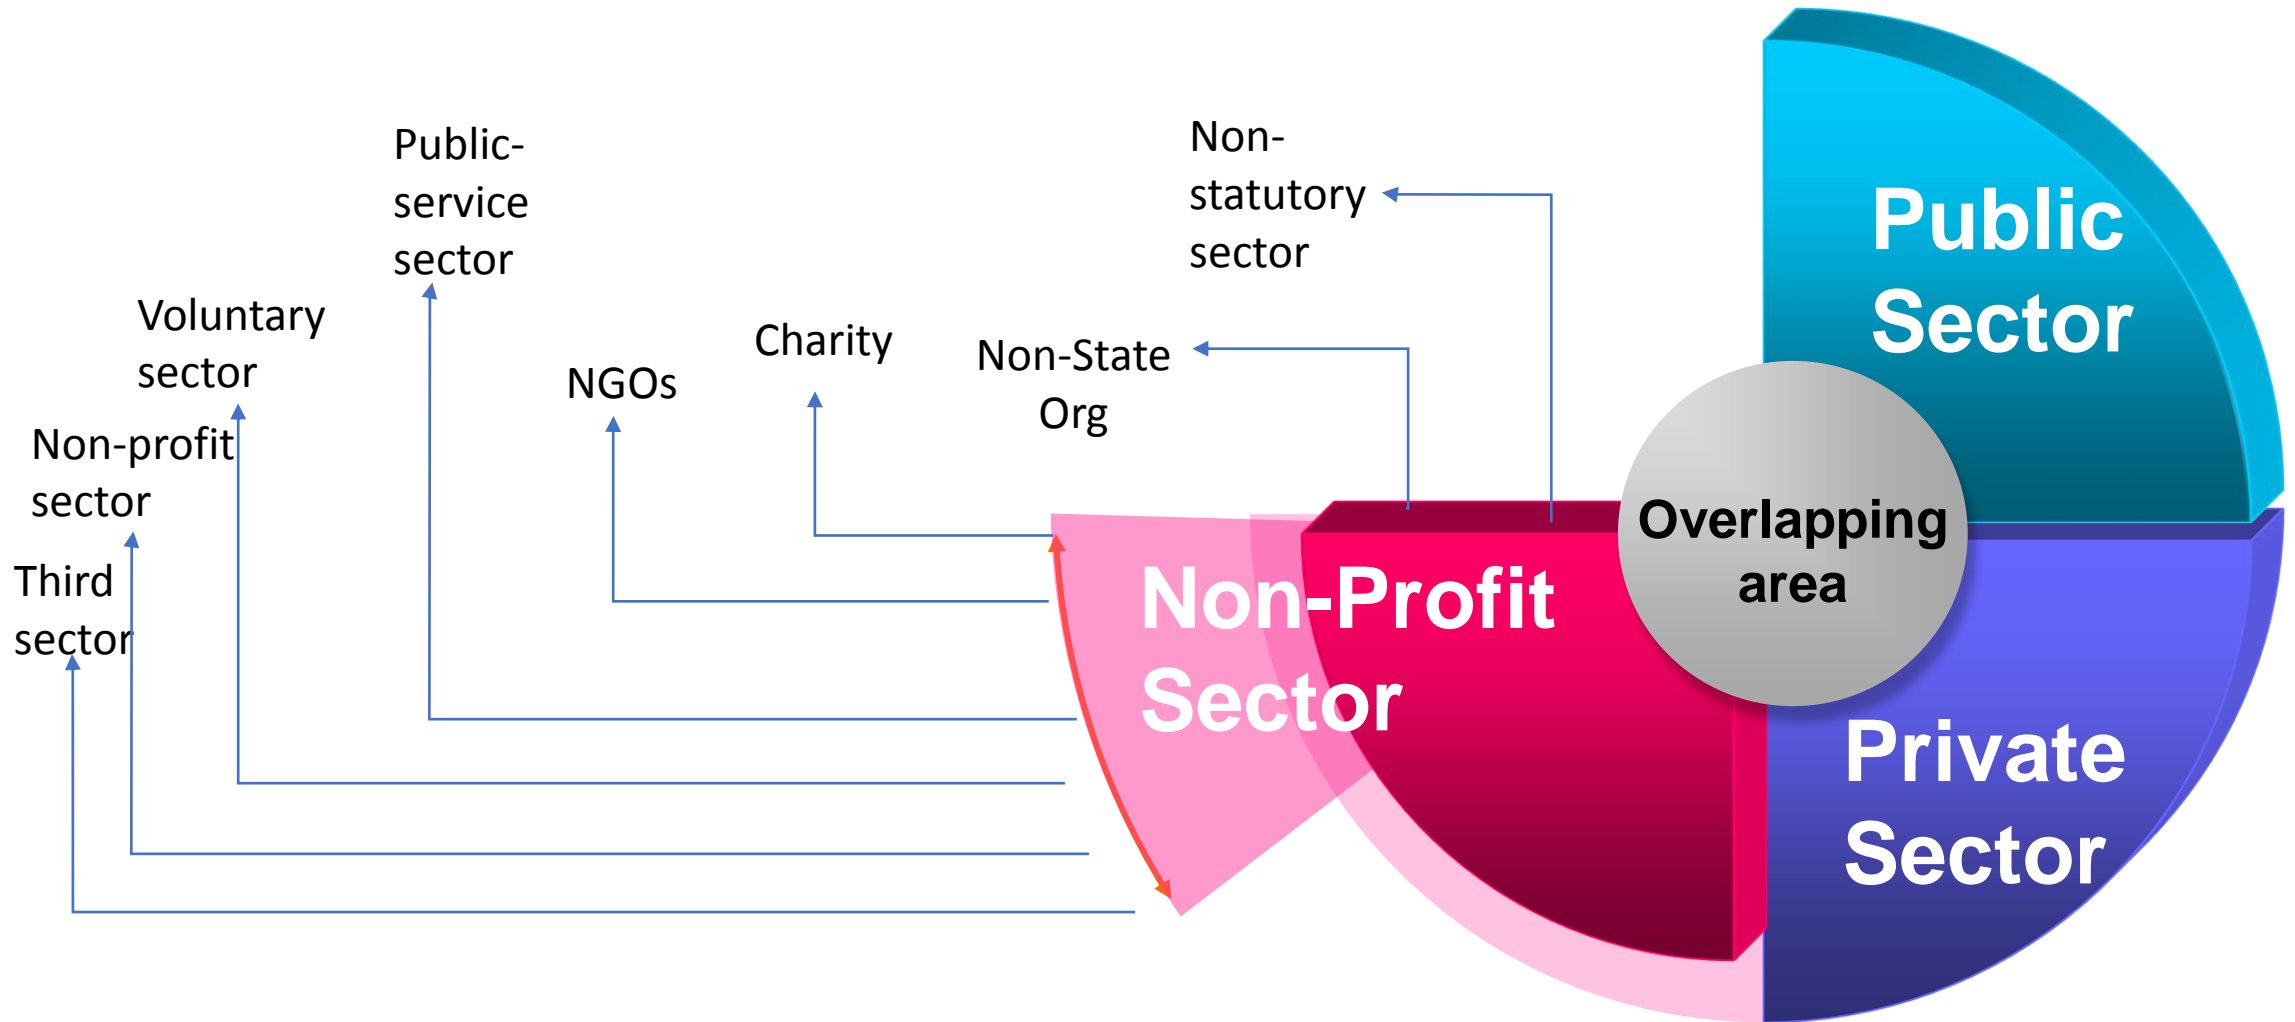 Public-
service
sector
Non-
statutory
sector
Public
Sector
Voluntary
sector
NGOs
Charity
Non-State
Org
Non-profit
sector
Third
sector
Overlapping
area
Non-Profit
Sector
Private
Sector